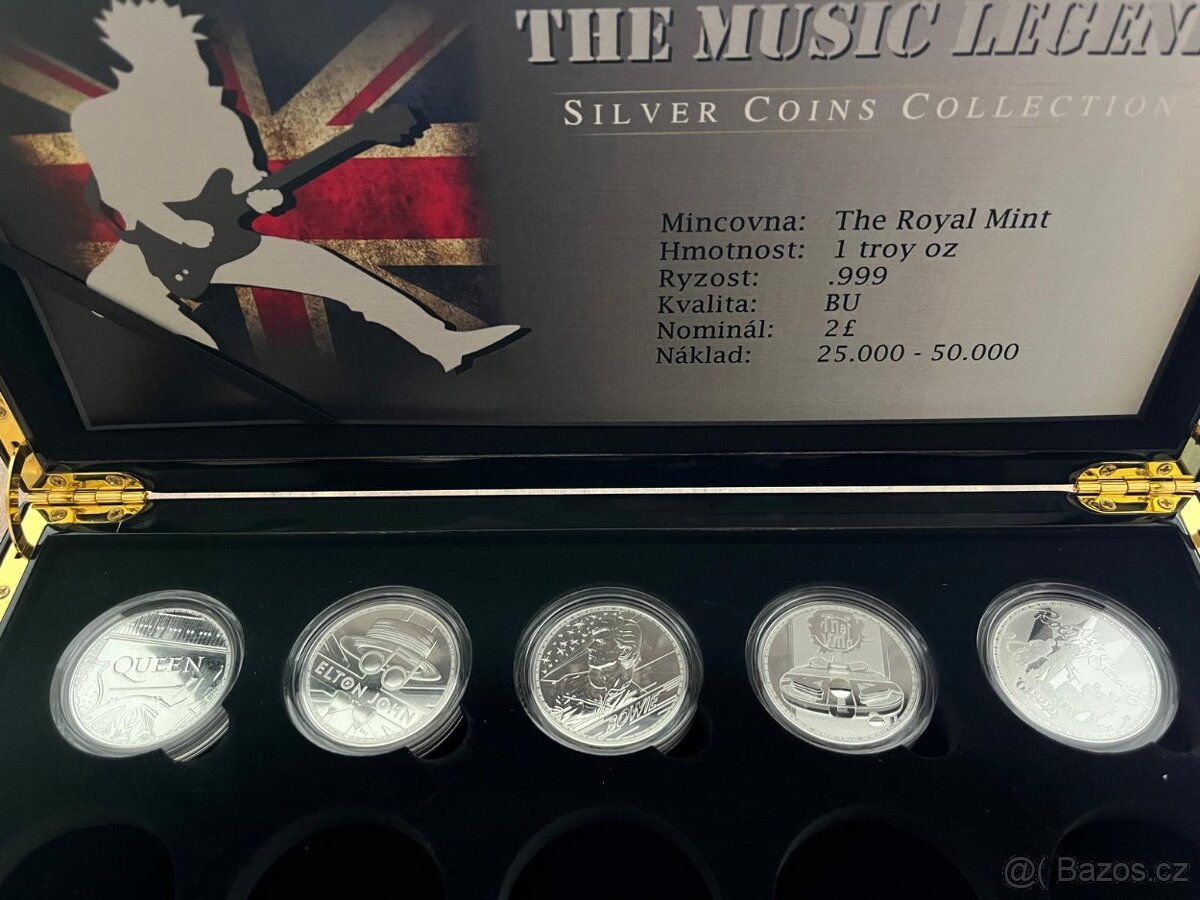 THE MUSIC LEGEN
SILVER COINS COLLECTION
Mincovna: The Royal Mint
Hmotnost: 1 troy oz
Ryzost: .999
Kvalita: BU
Nominál: 2£
Náklad: 25.000 - 50.000
QUEEN
ELTON JOHN
BOWIE
The
@( Bazos.cz